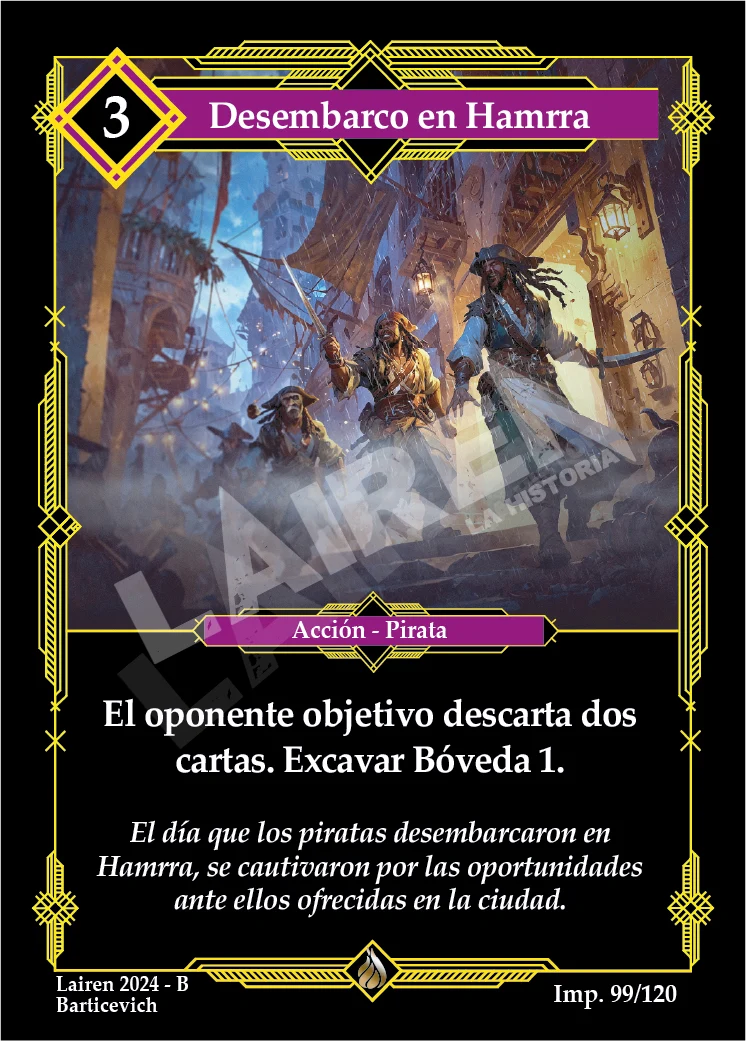 3
Desembarco en Hamrra
LAIREN
LA HISTORIA
Acción - Pirata
El oponente objetivo descarta dos
cartas. Excavar Bóveda 1.
El día que los piratas desembarcaron en
Hamrra, se cautivaron por las oportunidades
ante ellos ofrecidas en la ciudad.
Lairen 2024 - B
Barticevich
Imp. 99/120